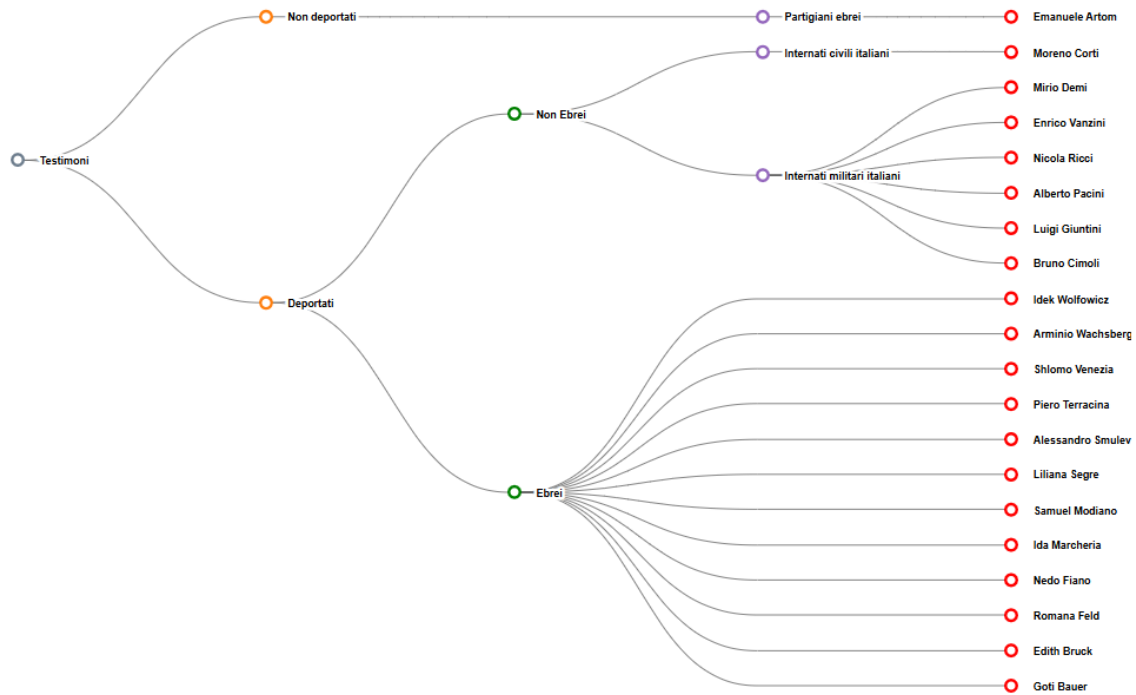 Non deportati
Partigiani ebrei
Emanuele Artom
Internati civili italiani
Moreno Corti
Mirio Demi
Non Ebrei
Enrico Vanzini
Testimoni
Nicola Ricci
Internati militari italiani
Alberto Pacini
Luigi Giuntini
Bruno Cimoli
Deportati
Idek Wolfowicz
Arminio Wachsberg
Shlomo Venezia
Piero Terracina
Alessandro Smulev
Liliana Segre
Ebrei
Samuel Modiano
Ida Marcheria
Nedo Fiano
Romana Feld
Edith Bruck
Goti Bauer